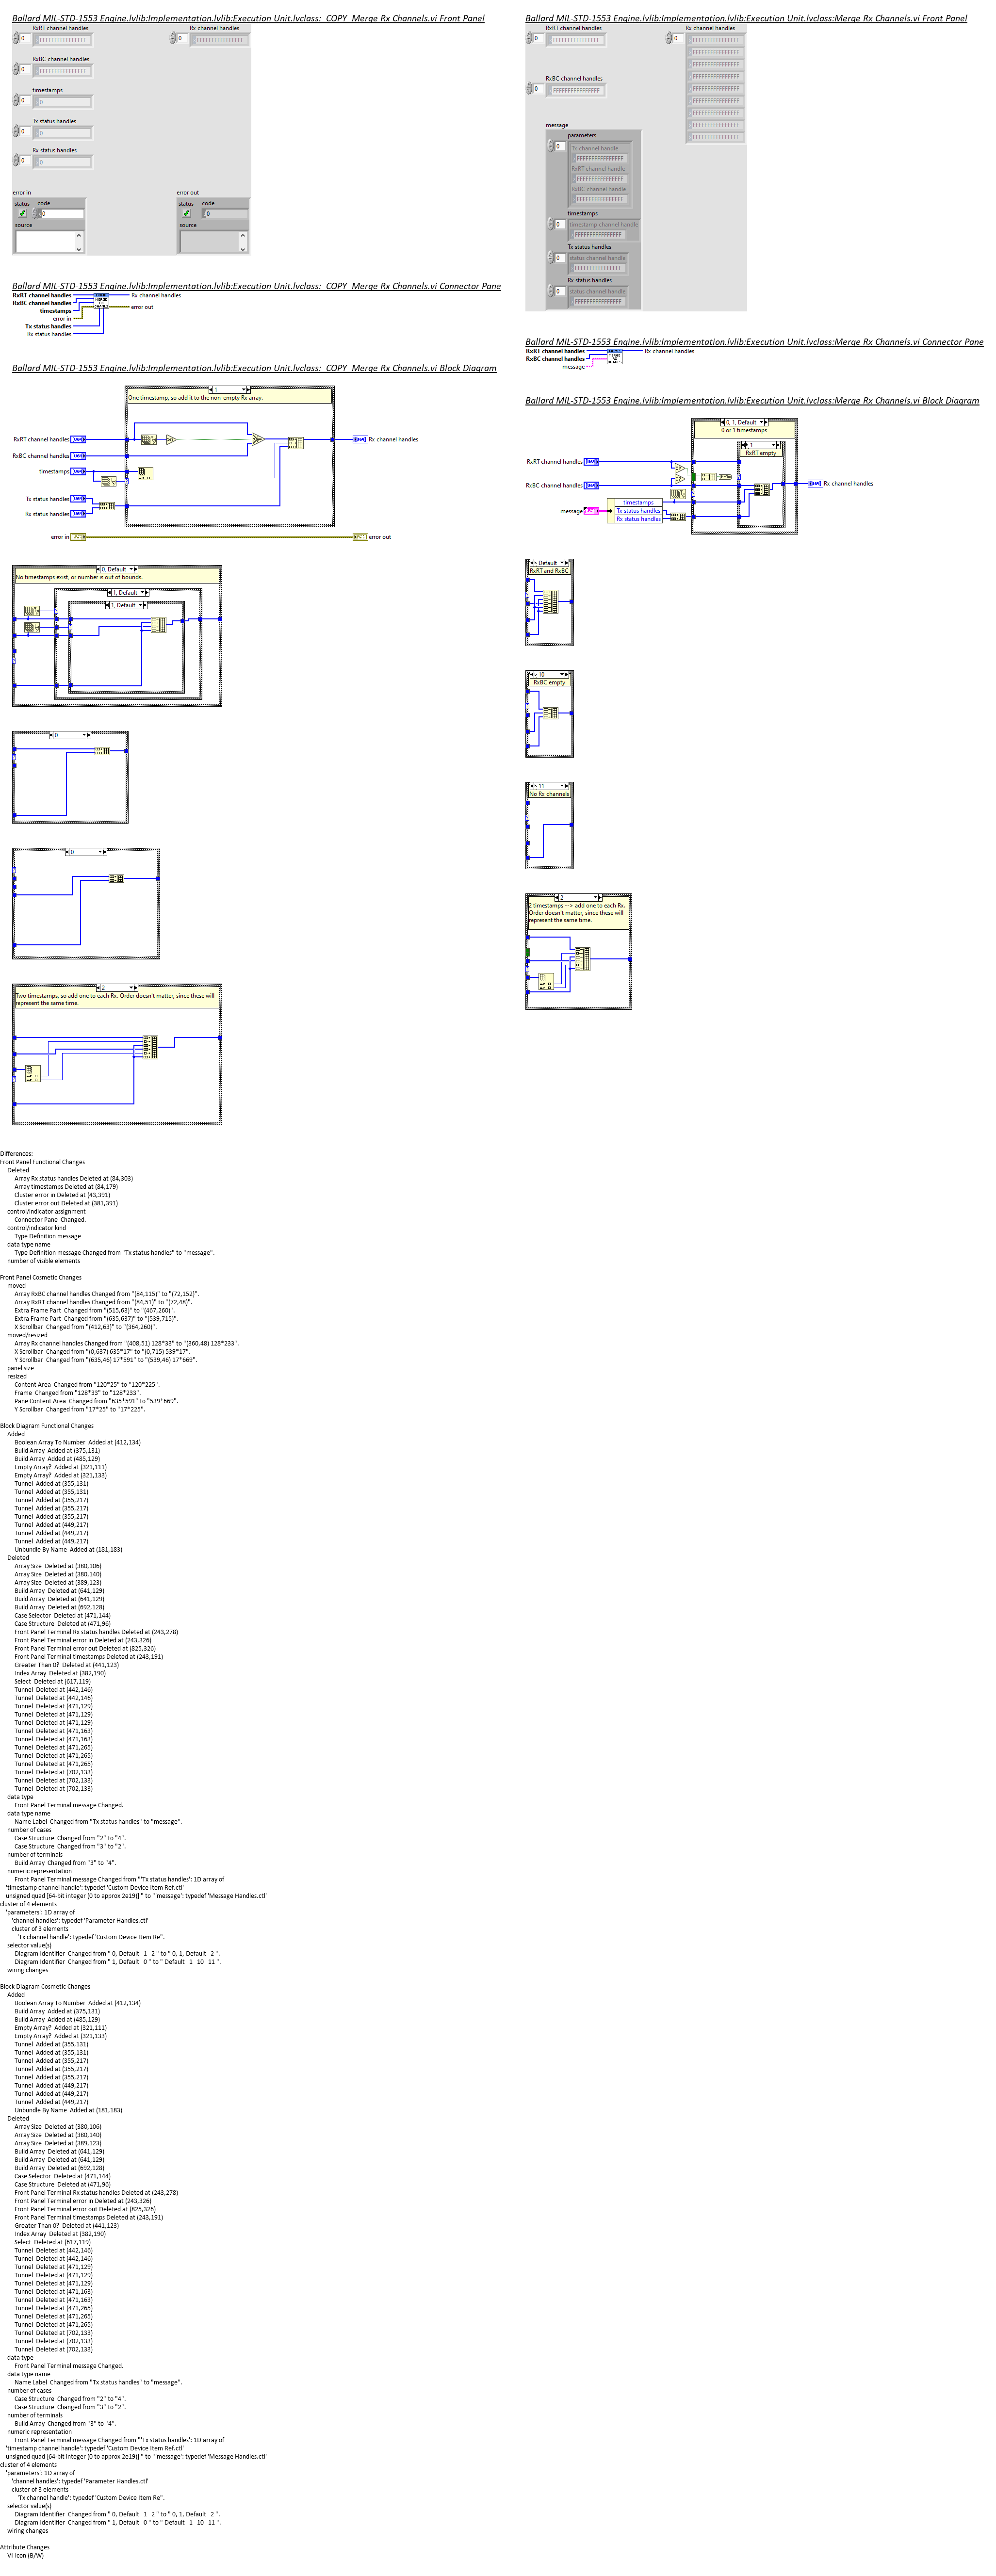 Ballard MIL-STD-1553 Engine.lvlib:Implementation.lvlib:Execution Unit.lvclass:_COPY_Merge Rx Channels.vi Front Panel
RxRT channel handles
Rx channel handles
0
FFFFFFFFFFFFFFFF
0
FFFFFFFFFFFFFFFF
RxBC channel handles
0
FFFFFFFFFFFFFFFF
timestamps
0
0
Tx status handles
0
0
Rx status handles
0
0
error in
error out
status code
0
status code
0
source
source
Ballard MIL-STD-1553 Engine.lvlib:Implementation.lvlib:Execution Unit.lvclass:_COPY_Merge Rx Channels.vi Connector Pane
RxRT channel handles
Rx channel handles
RxBC channel handles
timestamps
error out
error in
Tx status handles
Rx status handles
Ballard MIL-STD-1553 Engine.lvlib:Implementation.lvlib:Execution Unit.lvclass:_COPY_Merge Rx Channels.vi Block Diagram
1
One timestamp, so add it to the non-empty Rx array.
RxRT channel handles
Rx channel handles
RxBC channel handles
timestamps
Tx status handles
Rx status handles
error in
error out
0, Default
No timestamps exist, or number is out of bounds.
1, Default
1, Default
0
0
2
Two timestamps, so add one to each Rx. Order doesn't matter, since these will
represent the same time.
Ballard MIL-STD-1553 Engine.lvlib:Implementation.lvlib:Execution Unit.lvclass:Merge Rx Channels.vi Front Panel
RxRT channel handles
Rx channel handles
0
FFFFFFFFFFFFFFFF
0
FFFFFFFFFFFFFFFF
FFFFFFFFFFFFFFFF
FFFFFFFFFFFFFFFF
FFFFFFFFFFFFFFFF
FFFFFFFFFFFFFFFF
FFFFFFFFFFFFFFFF
FFFFFFFFFFFFFFFF
FFFFFFFFFFFFFFFF
FFFFFFFFFFFFFFFF
RxBC channel handles
0
FFFFFFFFFFFFFFFF
message
parameters
0
Tx channel handle
FFFFFFFFFFFFFFFF
RxRT channel handle
FFFFFFFFFFFFFFFF
RxBC channel handle
FFFFFFFFFFFFFFFF
timestamps
0
timestamp channel handle
FFFFFFFFFFFFFFFF
Tx status handles
0
status channel handle
FFFFFFFFFFFFFFFF
Rx status handles
0
status channel handle
FFFFFFFFFFFFFFFF
Ballard MIL-STD-1553 Engine.lvlib:Implementation.lvlib:Execution Unit.lvclass:Merge Rx Channels.vi Connector Pane
RxRT channel handles
Rx channel handles
RxBC channel handles
message
Ballard MIL-STD-1553 Engine.lvlib:Implementation.lvlib:Execution Unit.lvclass:Merge Rx Channels.vi Block Diagram
0, 1, Default
0 or 1 timestamps
1
RxRT empty
RxRT channel handles
RxBC channel handles
Rx channel handles
message
timestamps
Tx status handles
Rx status handles
Default
RxRT and RxBC
10
RxBC empty
11
No Rx channels
2
2 timestamps --> add one to each Rx.
Order doesn't matter, since these will
represent the same time.
Differences:
Front Panel Functional Changes
Deleted
Array Rx status handles Deleted at (84,303)
Array timestamps Deleted at (84,179)
Cluster error in Deleted at (43,391)
Cluster error out Deleted at (381,391)
control/indicator assignment
Connector Pane Changed.
control/indicator kind
Type Definition message
data type name
Type Definition message Changed from "Tx status handles" to "message".
number of visible elements
Front Panel Cosmetic Changes
moved
Array RxBC channel handles Changed from "(84,115)" to "(72,152)".
Array RxRT channel handles Changed from "(84,51)" to "(72,48)".
Extra Frame Part Changed from "(515,63)" to "(467,260)".
Extra Frame Part Changed from "(635,637)" to "(539,715)".
X Scrollbar Changed from "(412,63)" to "(364,260)".
moved/resized
Array Rx channel handles Changed from "(408,51) 128*33" to "(360,48) 128*233".
X Scrollbar Changed from "(0,637) 635*17" to "(0,715) 539*17".
Y Scrollbar Changed from "(635,46) 17*591" to "(539,46) 17*669".
panel size
resized
Content Area Changed from "120*25" to "120*225".
Frame Changed from "128*33" to "128*233".
Pane Content Area Changed from "635*591" to "539*669".
Y Scrollbar Changed from "17*25" to "17*225".
Block Diagram Functional Changes
Added
Boolean Array To Number Added at (412,134)
Build Array Added at (375,131)
Build Array Added at (485,129)
Empty Array? Added at (321,111)
Empty Array? Added at (321,133)
Tunnel Added at (355,131)
Tunnel Added at (355,131)
Tunnel Added at (355,217)
Tunnel Added at (355,217)
Tunnel Added at (355,217)
Tunnel Added at (449,217)
Tunnel Added at (449,217)
Tunnel Added at (449,217)
Unbundle By Name Added at (181,183)
Deleted
Array Size Deleted at (380,106)
Array Size Deleted at (380,140)
Array Size Deleted at (389,123)
Build Array Deleted at (641,129)
Build Array Deleted at (641,129)
Build Array Deleted at (692,128)
Case Selector Deleted at (471,144)
Case Structure Deleted at (471,96)
Front Panel Terminal Rx status handles Deleted at (243,278)
Front Panel Terminal error in Deleted at (243,326)
Front Panel Terminal error out Deleted at (825,326)
Front Panel Terminal timestamps Deleted at (243,191)
Greater Than 0? Deleted at (441,123)
Index Array Deleted at (382,190)
Select Deleted at (617,119)
Tunnel Deleted at (442,146)
Tunnel Deleted at (442,146)
Tunnel Deleted at (471,129)
Tunnel Deleted at (471,129)
Tunnel Deleted at (471,129)
Tunnel Deleted at (471,163)
Tunnel Deleted at (471,163)
Tunnel Deleted at (471,265)
Tunnel Deleted at (471,265)
Tunnel Deleted at (471,265)
Tunnel Deleted at (702,133)
Tunnel Deleted at (702,133)
Tunnel Deleted at (702,133)
data type
Front Panel Terminal message Changed.
data type name
Name Label Changed from "Tx status handles" to "message".
number of cases
Case Structure Changed from "2" to "4".
Case Structure Changed from "3" to "2".
number of terminals
Build Array Changed from "3" to "4".
numeric representation
Front Panel Terminal message Changed from "'Tx status handles': 1D array of
'timestamp channel handle': typedef 'Custom Device Item Ref.ctl'
unsigned quad [64-bit integer (0 to approx 2e19)] " to "'message': typedef 'Message Handles.ctl'
cluster of 4 elements
'parameters': 1D array of
'channel handles': typedef 'Parameter Handles.ctl'
cluster of 3 elements
'Tx channel handle': typedef 'Custom Device Item Re".
selector value(s)
Diagram Identifier Changed from " 0, Default 1 2 " to " 0, 1, Default 2 ".
Diagram Identifier Changed from " 1, Default 0 " to " Default 1 10 11 ".
wiring changes
Block Diagram Cosmetic Changes
Added
Boolean Array To Number Added at (412,134)
Build Array Added at (375,131)
Build Array Added at (485,129)
Empty Array? Added at (321,111)
Empty Array? Added at (321,133)
Tunnel Added at (355,131)
Tunnel Added at (355,131)
Tunnel Added at (355,217)
Tunnel Added at (355,217)
Tunnel Added at (355,217)
Tunnel Added at (449,217)
Tunnel Added at (449,217)
Tunnel Added at (449,217)
Unbundle By Name Added at (181,183)
Deleted
Array Size Deleted at (380,106)
Array Size Deleted at (380,140)
Array Size Deleted at (389,123)
Build Array Deleted at (641,129)
Build Array Deleted at (641,129)
Build Array Deleted at (692,128)
Case Selector Deleted at (471,144)
Case Structure Deleted at (471,96)
Front Panel Terminal Rx status handles Deleted at (243,278)
Front Panel Terminal error in Deleted at (243,326)
Front Panel Terminal error out Deleted at (825,326)
Front Panel Terminal timestamps Deleted at (243,191)
Greater Than 0? Deleted at (441,123)
Index Array Deleted at (382,190)
Select Deleted at (617,119)
Tunnel Deleted at (442,146)
Tunnel Deleted at (442,146)
Tunnel Deleted at (471,129)
Tunnel Deleted at (471,129)
Tunnel Deleted at (471,129)
Tunnel Deleted at (471,163)
Tunnel Deleted at (471,163)
Tunnel Deleted at (471,265)
Tunnel Deleted at (471,265)
Tunnel Deleted at (471,265)
Tunnel Deleted at (702,133)
Tunnel Deleted at (702,133)
Tunnel Deleted at (702,133)
data type
Front Panel Terminal message Changed.
data type name
Name Label Changed from "Tx status handles" to "message".
number of cases
Case Structure Changed from "2" to "4".
Case Structure Changed from "3" to "2".
number of terminals
Build Array Changed from "3" to "4".
numeric representation
Front Panel Terminal message Changed from "'Tx status handles': 1D array of
'timestamp channel handle': typedef 'Custom Device Item Ref.ctl'
unsigned quad [64-bit integer (0 to approx 2e19)] " to "'message': typedef 'Message Handles.ctl'
cluster of 4 elements
'parameters': 1D array of
'channel handles': typedef 'Parameter Handles.ctl'
cluster of 3 elements
'Tx channel handle': typedef 'Custom Device Item Re".
selector value(s)
Diagram Identifier Changed from " 0, Default 1 2 " to " 0, 1, Default 2 ".
Diagram Identifier Changed from " 1, Default 0 " to " Default 1 10 11 ".
wiring changes
Attribute Changes
VI Icon (B/W)